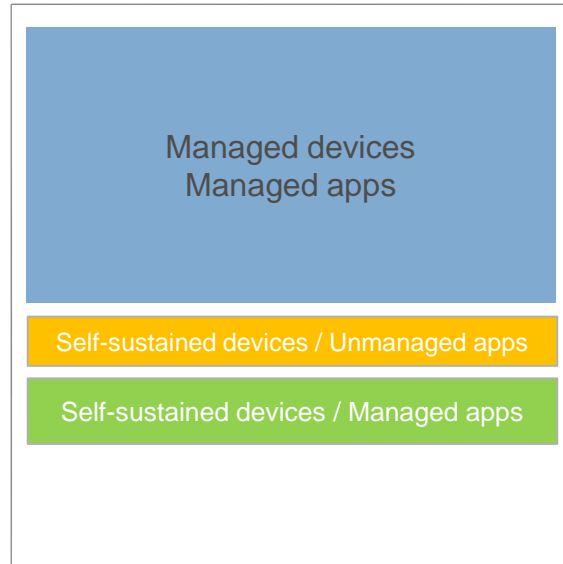 Managed devices
Managed apps
Self-sustained devices / Unmanaged apps
Self-sustained devices / Managed apps